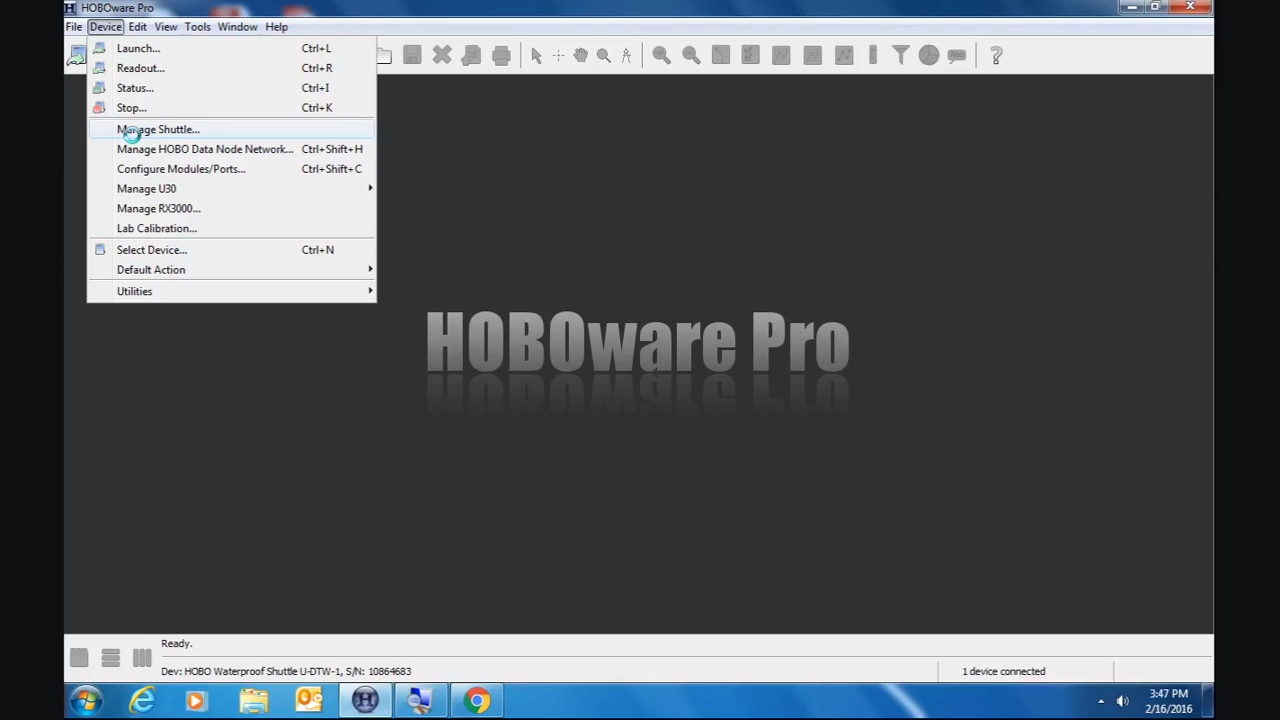 HOBOware Pro
File Device Edit View Tools Window Help
Launch... Ctrl+L
Readout... Ctrl+R
Status... Ctrl+I
Stop... Ctrl+K
Manage Shuttle...
Manage HOBO Data Node Network... Ctrl+Shift+H
Configure Modules/Ports... Ctrl+Shift+C
Manage U30
Manage RX3000...
Lab Calibration...
Select Device... Ctrl+N
Default Action
Utilities
HOBOware Pro
Ready.
Dev: HOBO Waterproof Shuttle U-DTW-1, S/N: 10864683 1 device connected
3:47 PM
2/16/2016